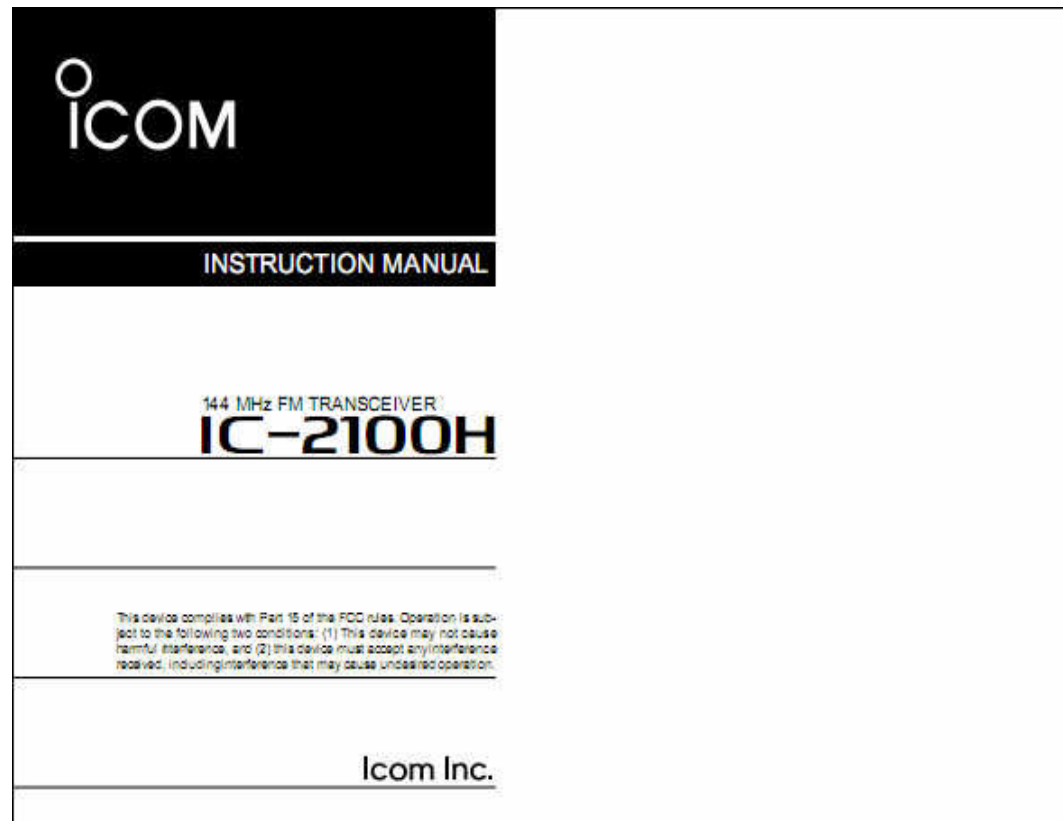 ICOM
INSTRUCTION MANUAL
144 MHz FM TRANSCEIVER
IC-2100H
This device complies with Part 15 of the FCC rules. Operation is sub-
ject to the following two conditions: (1) This device may not cause
harmful interference, and (2) this device must accept any interference
received, including interference that may cause undesired operation.
Icom Inc.